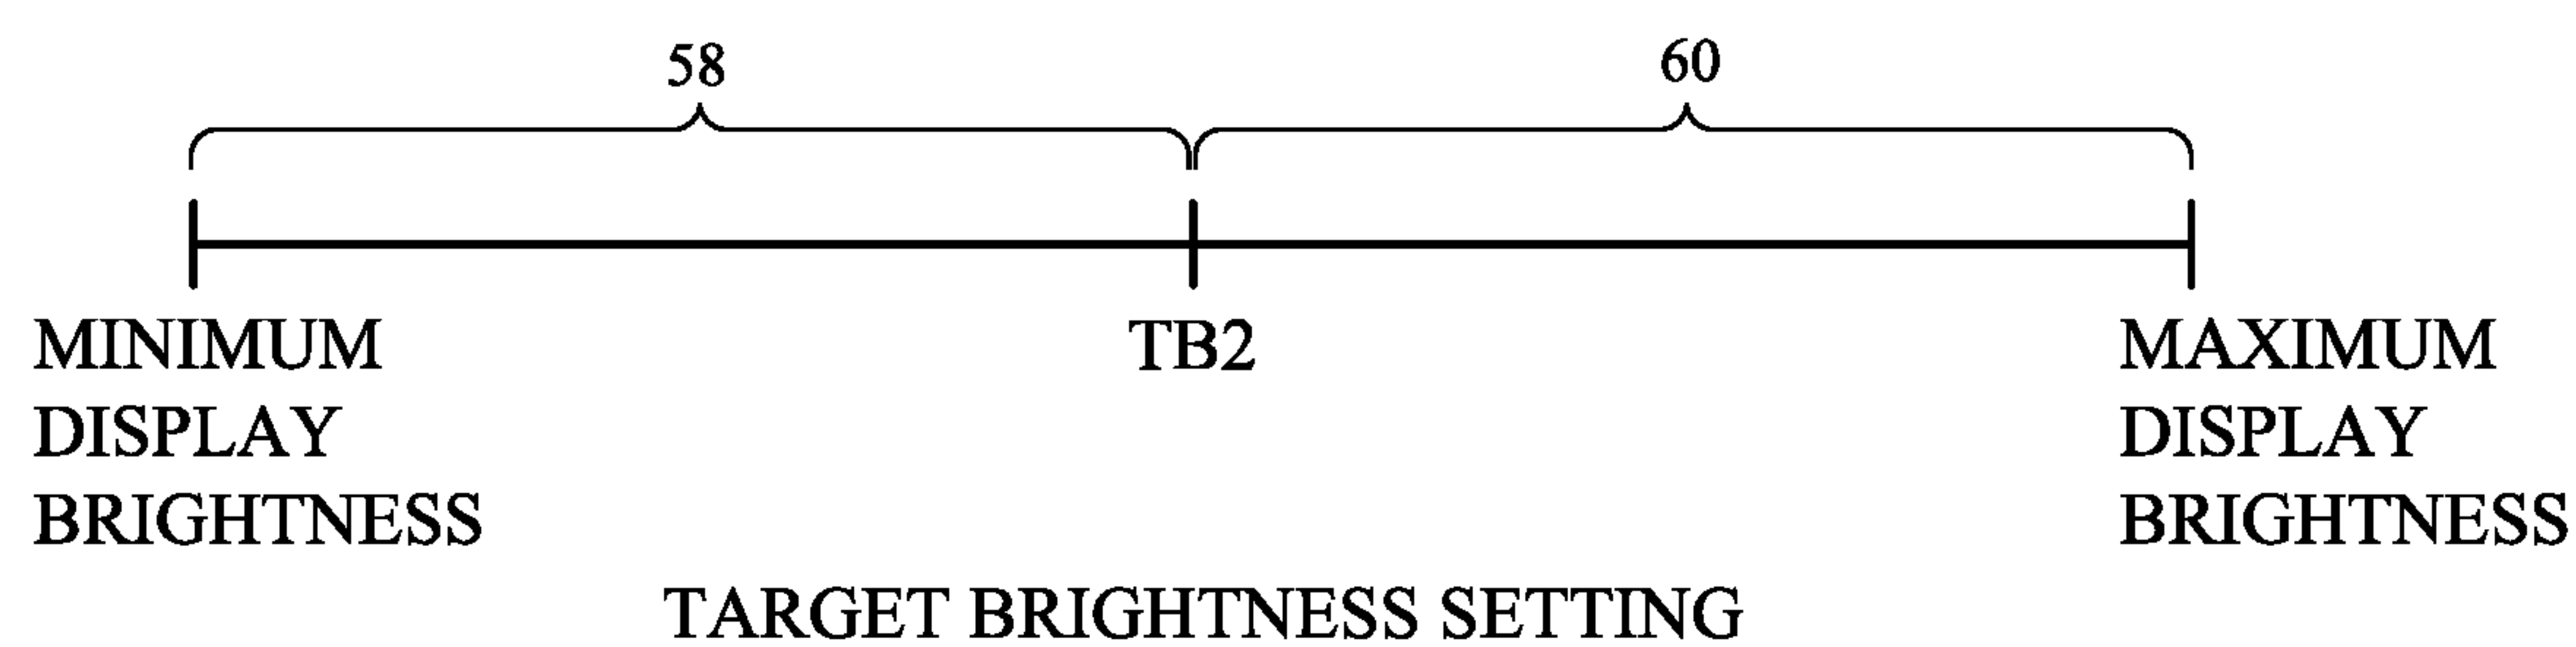 58
60
MINIMUM
DISPLAY
BRIGHTNESS
TB2
MAXIMUM
DISPLAY
BRIGHTNESS
TARGET BRIGHTNESS SETTING